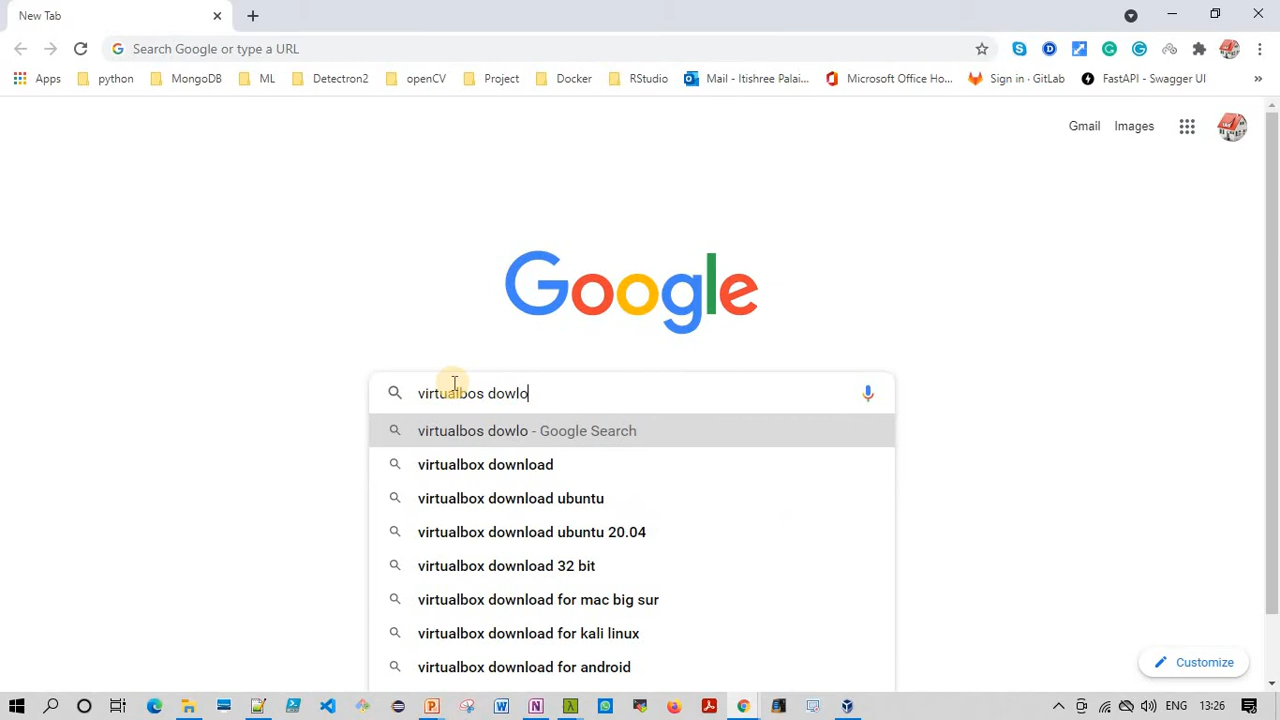 New Tab
Search Google or type a URL
Apps python MongoDB ML Detectron2 openCV Project Docker RStudio Mail - Itishree Palai... Microsoft Office Ho... Sign in · GitLab FastAPI - Swagger UI »
Gmail Images
Google
virtualbos dowlo
virtualbos dowlo - Google Search
virtualbox download
virtualbox download ubuntu
virtualbox download ubuntu 20.04
virtualbox download 32 bit
virtualbox download for mac big sur
virtualbox download for kali linux
virtualbox download for android
Customize
ENG 13:26